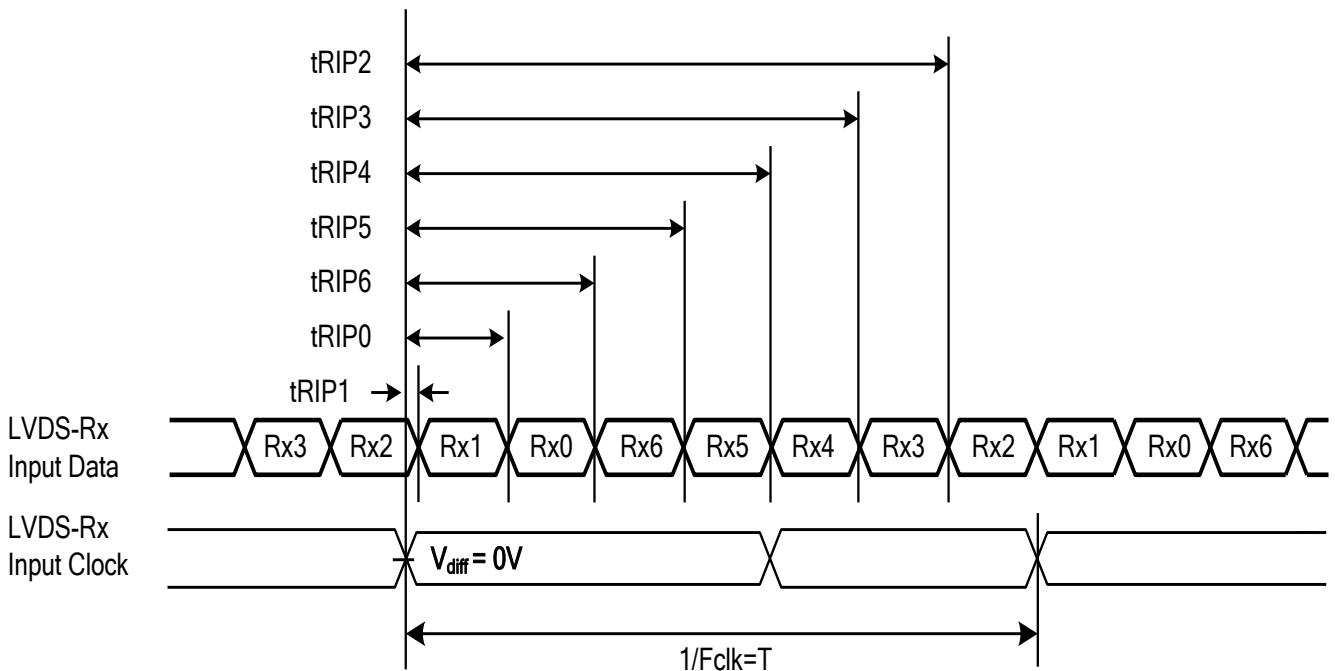 tRIP2
tRIP3
tRIP4
tRIP5
tRIP6
tRIP0
tRIP1
LVDS-Rx
Input Data
Rx3 Rx2 Rx1 Rx0 Rx6 Rx5 Rx4 Rx3 Rx2 Rx1 Rx0 Rx6
LVDS-Rx
Input Clock
Vdiff = 0V
1/Fclk=T